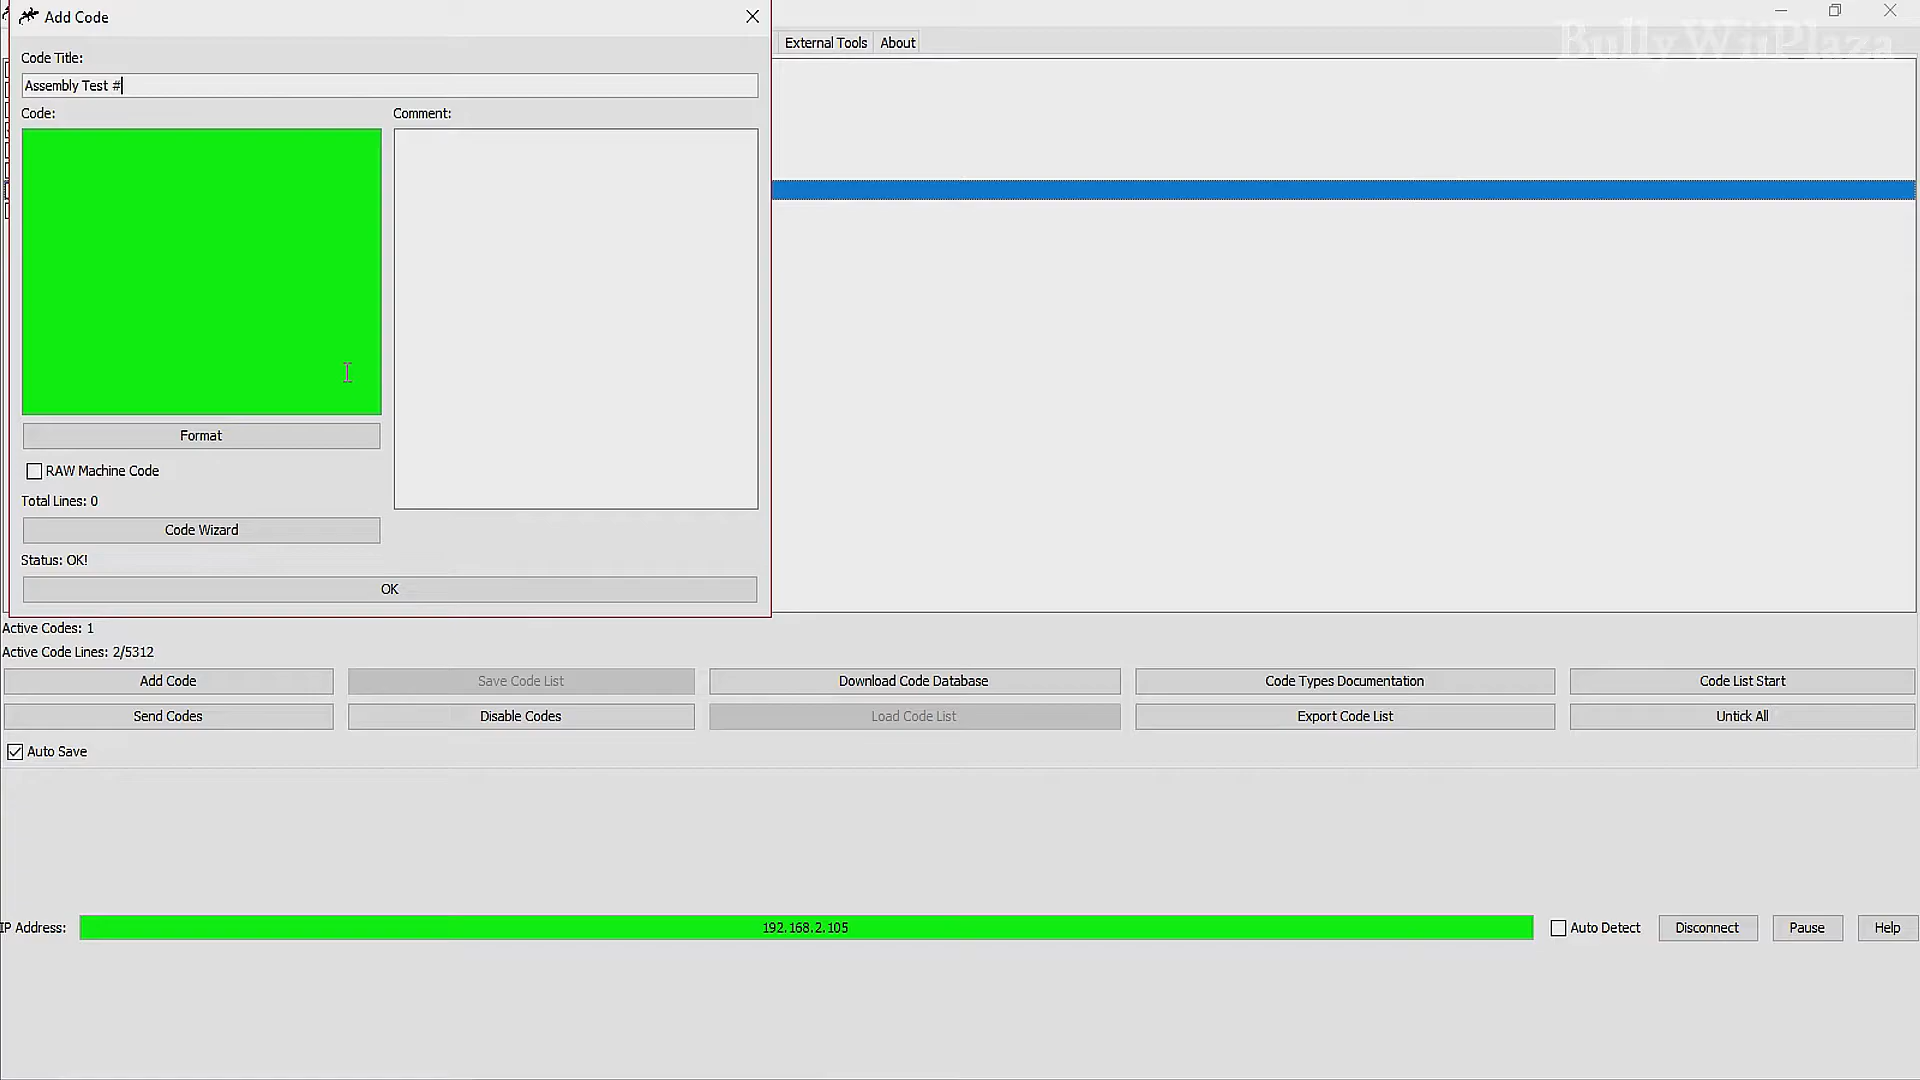 Add Code
BullyWiiPlaza
Code Title:
External Tools
About
Assembly Test #
Code:
Comment:
Format
RAW Machine Code
Total Lines: 0
Code Wizard
Status: OK!
OK
Active Codes: 1
Active Code Lines: 2/5312
Add Code
Save Code List
Download Code Database
Code Types Documentation
Code List Start
Send Codes
Disable Codes
Load Code List
Export Code List
Untick All
Auto Save
IP Address:
192.168.2.105
Auto Detect
Disconnect
Pause
Help